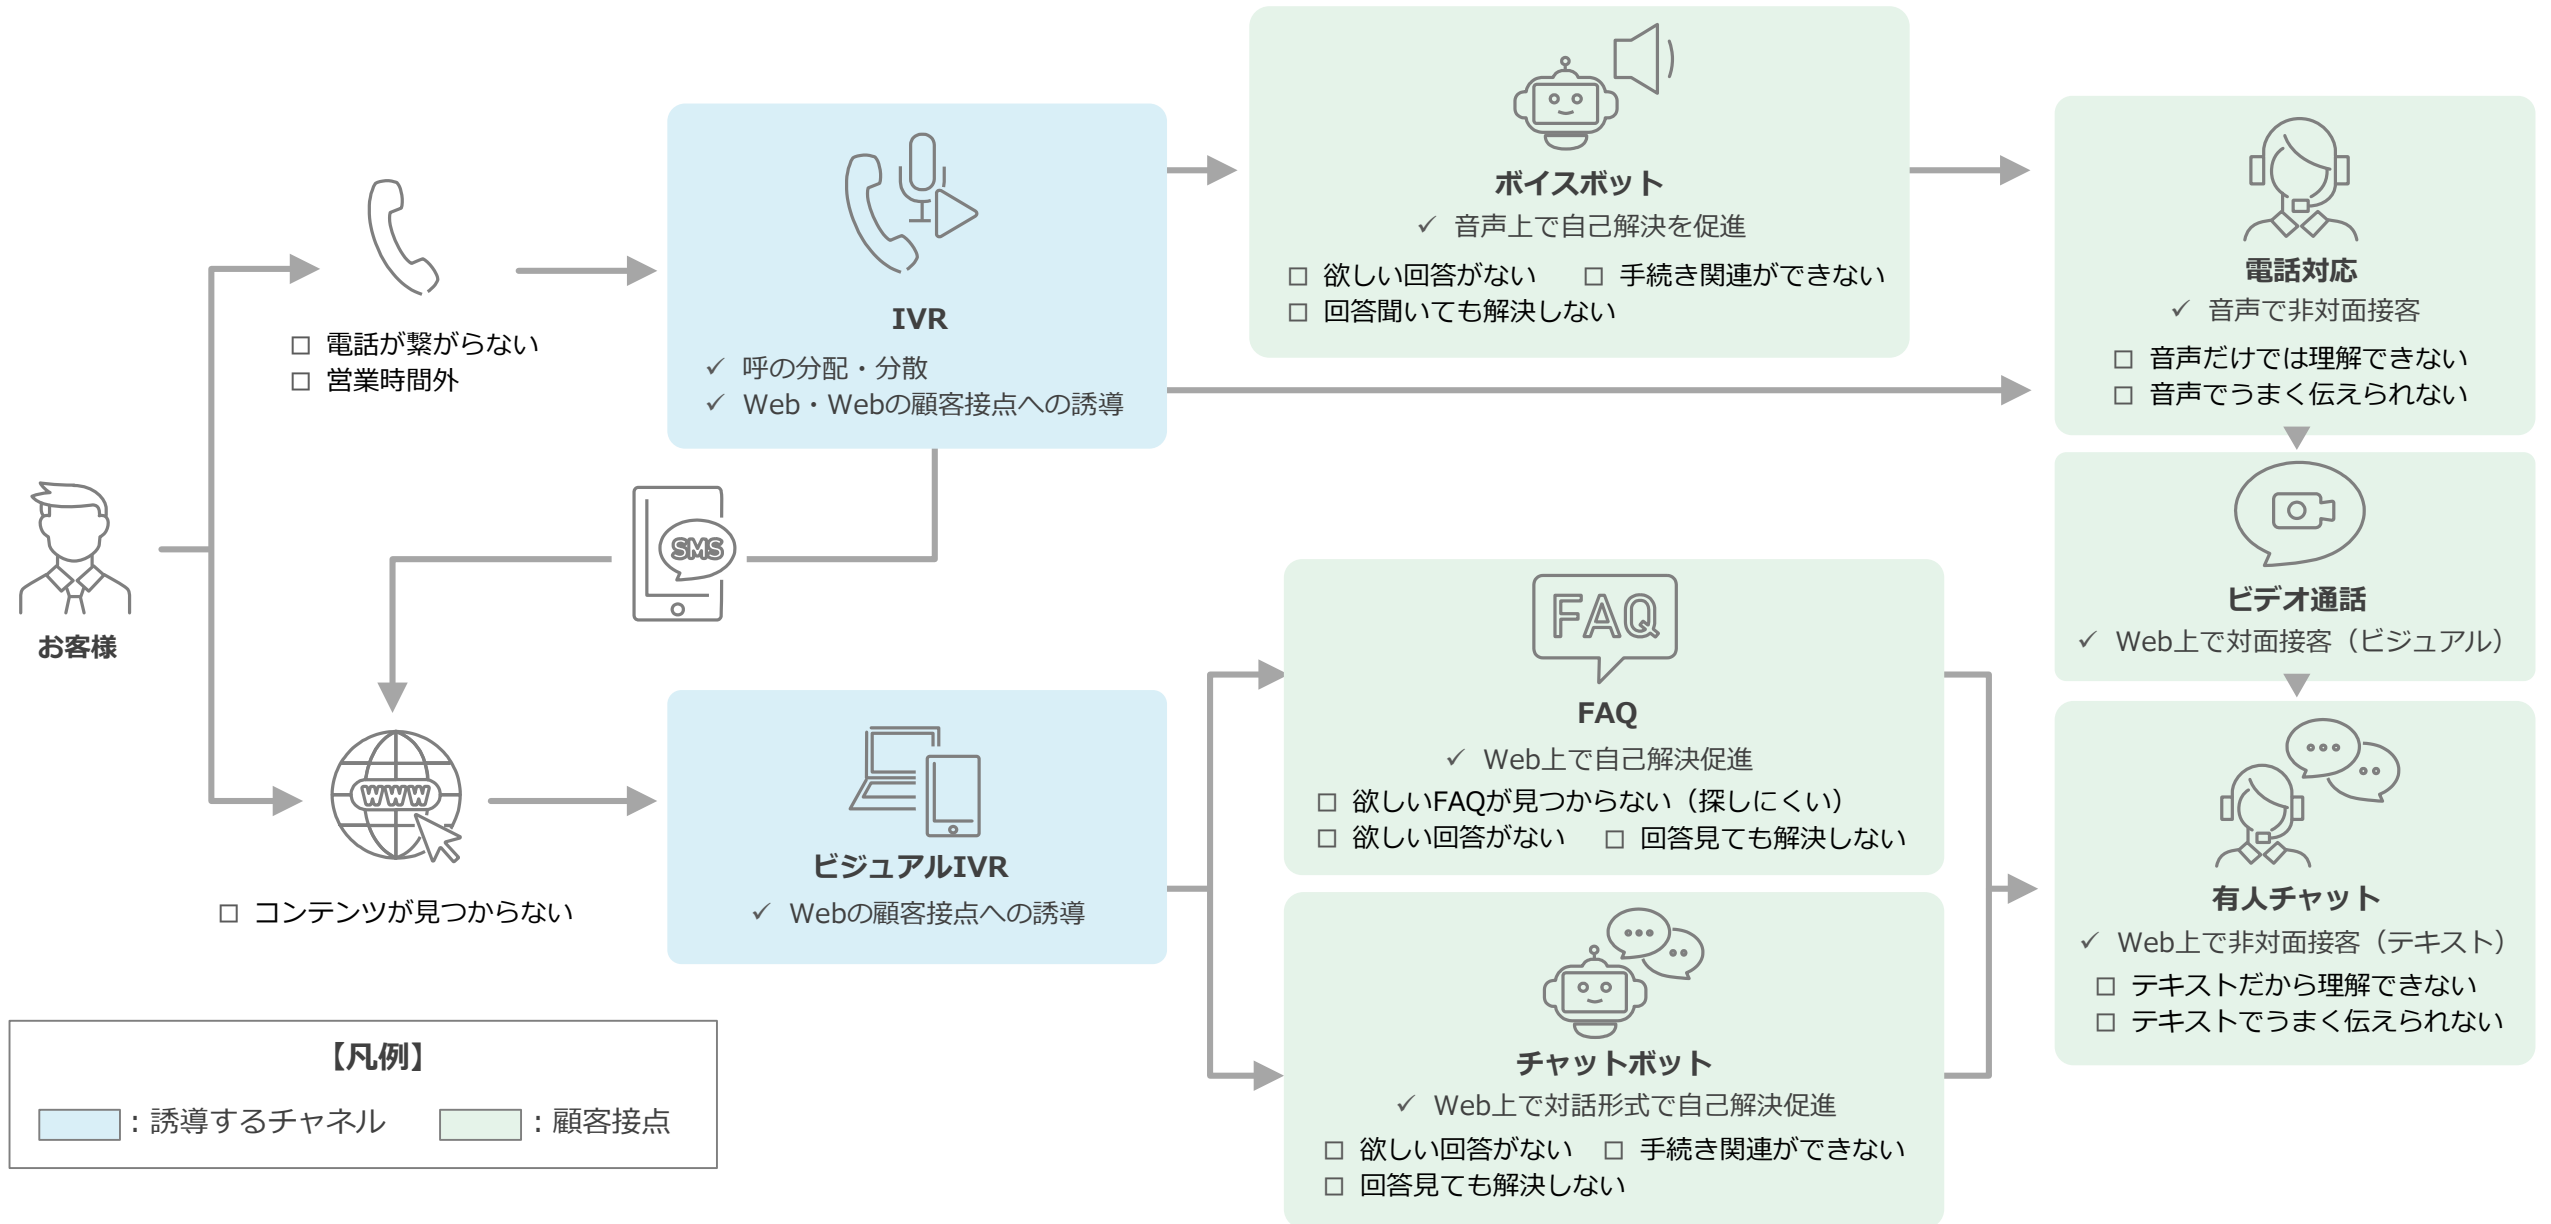 お客様
□ 電話が繋がらない
□ 営業時間外
SMS
WWW
□ コンテンツが見つからない
IVR
✓ 呼の分配・分散
✓ Web・Webの顧客接点への誘導
ビジュアルIVR
✓ Webの顧客接点への誘導
ボイスボット
✓ 音声上で自己解決を促進
□ 欲しい回答がない □ 手続き関連ができない
□ 回答聞いても解決しない
FAQ
FAQ
✓ Web上で自己解決促進
□ 欲しいFAQが見つからない（探しにくい）
□ 欲しい回答がない □ 回答見ても解決しない
チャットボット
✓ Web上で対話形式で自己解決促進
□ 欲しい回答がない □ 手続き関連ができない
□ 回答見ても解決しない
電話対応
✓ 音声で非対面接客
□ 音声だけでは理解できない
□ 音声でうまく伝えられない
ビデオ通話
✓ Web上で対面接客（ビジュアル）
有人チャット
✓ Web上で非対面接客（テキスト）
□ テキストだから理解できない
□ テキストでうまく伝えられない
【凡例】
：誘導するチャネル ：顧客接点